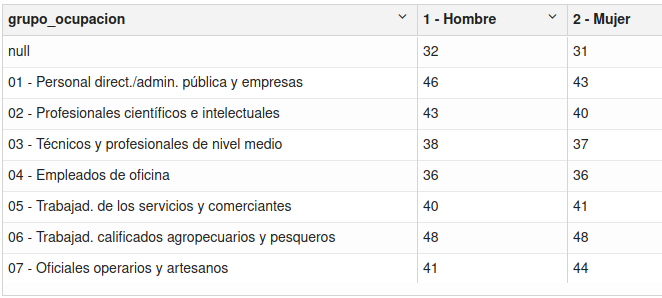 grupo_ocupacion 1 - Hombre 2 - Mujer
null 32 31
01 - Personal direct./admin. pública y empresas 46 43
02 - Profesionales científicos e intelectuales 43 40
03 - Técnicos y profesionales de nivel medio 38 37
04 - Empleados de oficina 36 36
05 - Trabajad. de los servicios y comerciantes 40 41
06 - Trabajad. calificados agropecuarios y pesqueros 48 48
07 - Oficiales operarios y artesanos 41 44